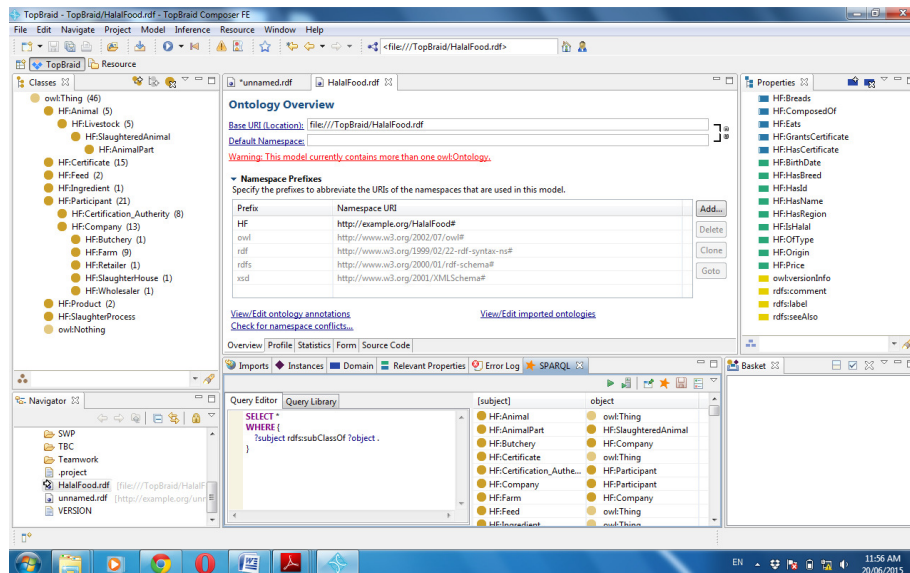 TopBraid - TopBraid/HalalFood.rdf - TopBraid Composer FE
File Edit Navigate Project Model Inference Resource Window Help
<file:///TopBraid/HalalFood.rdf>
TopBraid Resource
Classes
owl:Thing (46)
HF:Animal (5)
HF:Livestock (5)
HF:SlaughteredAnimal
HF:AnimalPart
HF:Certificate (15)
HF:Feed (2)
HF:Ingredient (1)
HF:Participant (21)
HF:Certification_Autherity (8)
HF:Company (13)
HF:Butchery (1)
HF:Farm (9)
HF:Retailer (1)
HF:SlaughterHouse (1)
HF:Wholesaler (1)
HF:Product (2)
HF:SlaughterProcess
owl:Nothing
*unnamed.rdf HalalFood.rdf
Ontology Overview
Base URI (Location): file:///TopBraid/HalalFood.rdf
Default Namespace:
Warning: This model currently contains more than one owl:Ontology.
Namespace Prefixes
Specify the prefixes to abbreviate the URIs of the namespaces that are used in this model.
Prefix Namespace URI
HF http://example.org/HalalFood#
owl http://www.w3.org/2002/07/owl#
rdf http://www.w3.org/1999/02/22-rdf-syntax-ns#
rdfs http://www.w3.org/2000/01/rdf-schema#
xsd http://www.w3.org/2001/XMLSchema#
Add...
Delete
Clone
Goto
View/Edit ontology annotations View/Edit imported ontologies
Check for namespace conflicts...
Overview Profile Statistics Form Source Code
Properties
HF:Breads
HF:ComposedOf
HF:Eats
HF:GrantsCertificate
HF:HasCertificate
HF:BirthDate
HF:HasBreed
HF:HasId
HF:HasName
HF:HasRegion
HF:IsHalal
HF:OfType
HF:Origin
HF:Price
owl:versionInfo
rdfs:comment
rdfs:label
rdfs:seeAlso
Navigator
SWP
TBC
Teamwork
.project
HalalFood.rdf [file:///TopBraid/HalalF
unnamed.rdf [http://example.org/unr
VERSION
Imports Instances Domain Relevant Properties Error Log SPARQL
Query Editor Query Library
SELECT *
WHERE {
?subject rdfs:subClassOf ?object .
}
[subject] object
HF:Animal owl:Thing
HF:AnimalPart HF:SlaughteredAnimal
HF:Butchery HF:Company
HF:Certificate owl:Thing
HF:Certification_Authe... HF:Participant
HF:Company HF:Participant
HF:Farm HF:Company
HF:Feed owl:Thing
HF:Ingredient owl:Thing
Basket
EN 11:56 AM
20/06/2015